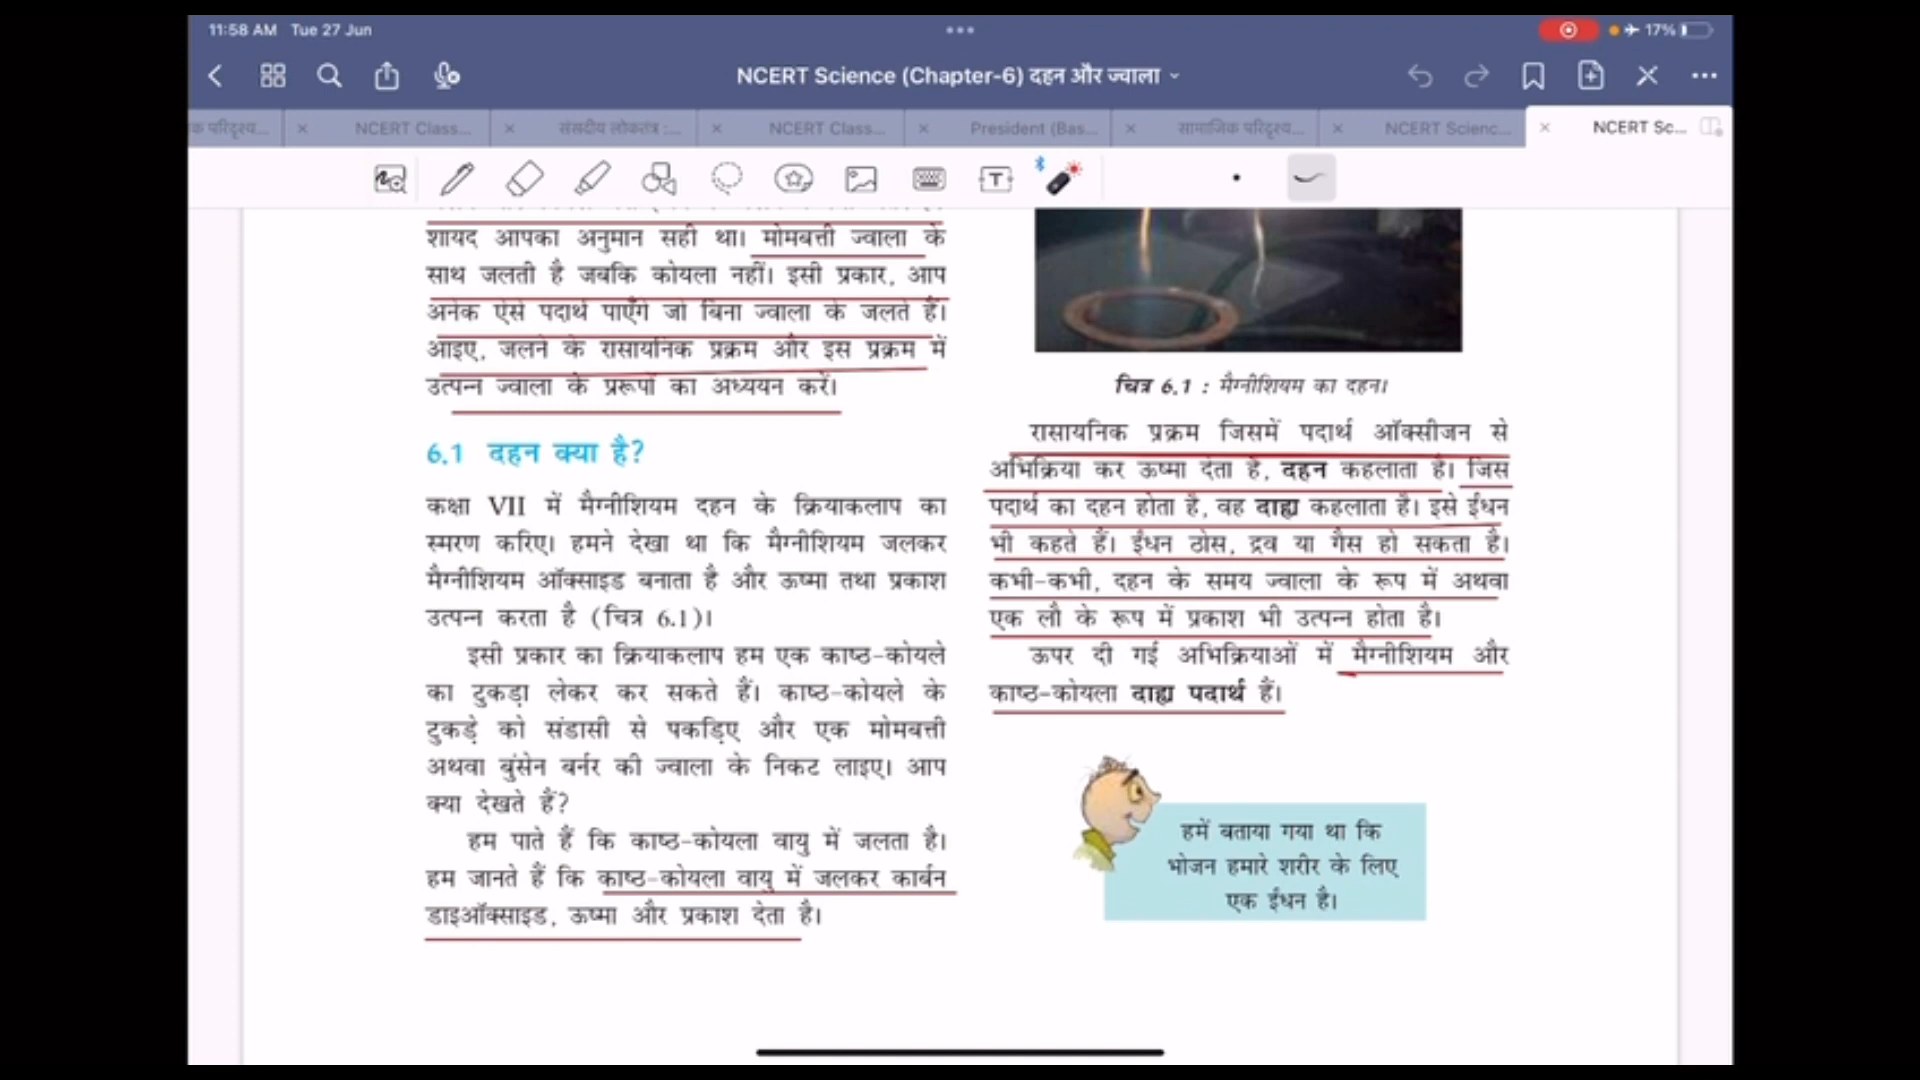 11:58 AM Tue 27 Jun
17%
NCERT Science (Chapter-6) दहन और ज्वाला
क परिदृश्य...
NCERT Class...
संसदीय लोकतंत्र :...
NCERT Class...
President (Bas...
सामाजिक परिदृश्य...
NCERT Scienc...
NCERT Sc...
शायद आपका अनुमान सही था। मोमबत्ती ज्वाला के
साथ जलती है जबकि कोयला नहीं। इसी प्रकार, आप
अनेक ऐसे पदार्थ पाएँगे जो बिना ज्वाला के जलते हैं।
आइए, जलने के रासायनिक प्रक्रम और इस प्रक्रम में
उत्पन्न ज्वाला के प्ररूपों का अध्ययन करें।
6.1 दहन क्या है?
कक्षा VII में मैग्नीशियम दहन के क्रियाकलाप का
स्मरण करिए। हमने देखा था कि मैग्नीशियम जलकर
मैग्नीशियम ऑक्साइड बनाता है और ऊष्मा तथा प्रकाश
उत्पन्न करता है (चित्र 6.1)।
इसी प्रकार का क्रियाकलाप हम एक काष्ठ-कोयले
का टुकड़ा लेकर कर सकते हैं। काष्ठ-कोयले के
टुकड़े को संडासी से पकड़िए और एक मोमबत्ती
अथवा बुंसेन बर्नर की ज्वाला के निकट लाइए। आप
क्या देखते हैं?
हम पाते हैं कि काष्ठ-कोयला वायु में जलता है।
हम जानते हैं कि काष्ठ-कोयला वायु में जलकर कार्बन
डाइऑक्साइड, ऊष्मा और प्रकाश देता है।
चित्र 6.1 : मैग्नीशियम का दहन।
रासायनिक प्रक्रम जिसमें पदार्थ ऑक्सीजन से
अभिक्रिया कर ऊष्मा देता है, दहन कहलाता है। जिस
पदार्थ का दहन होता है, वह दाह्य कहलाता है। इसे ईंधन
भी कहते हैं। ईंधन ठोस, द्रव या गैस हो सकता है।
कभी-कभी, दहन के समय ज्वाला के रूप में अथवा
एक लौ के रूप में प्रकाश भी उत्पन्न होता है।
ऊपर दी गई अभिक्रियाओं में मैग्नीशियम और
काष्ठ-कोयला दाह्य पदार्थ हैं।
हमें बताया गया था कि
भोजन हमारे शरीर के लिए
एक ईंधन है।